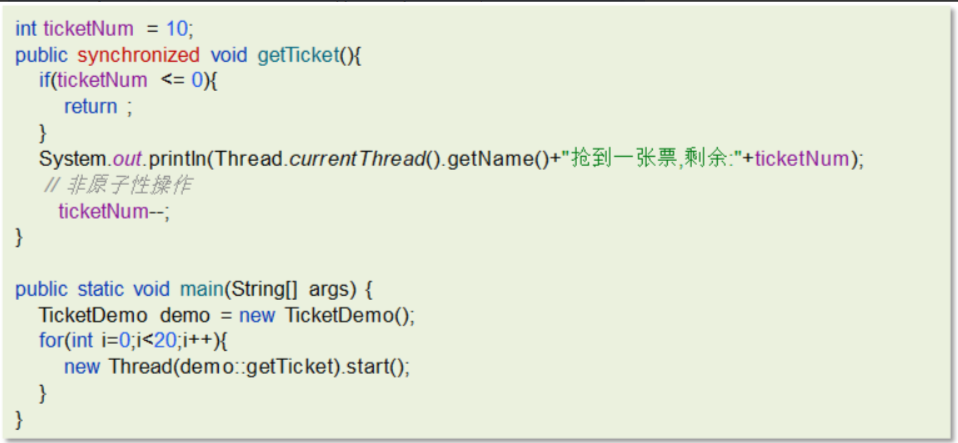 int ticketNum = 10;
public synchronized void getTicket(){
if(ticketNum <= 0){
return ;
}
System.out.println(Thread.currentThread().getName()+"抢到一张票,剩余:"+ticketNum);
// 非原子性操作
ticketNum--;
}
public static void main(String[] args) {
TicketDemo demo = new TicketDemo();
for(int i=0;i<20;i++){
new Thread(demo::getTicket).start();
}
}